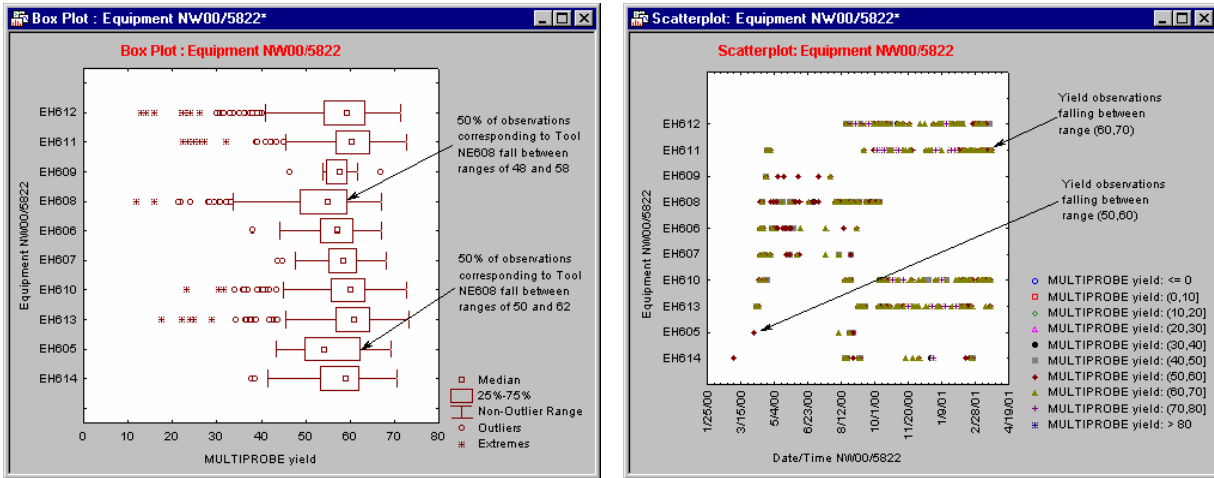 Box Plot : Equipment NW00/5822*
Box Plot : Equipment NW00/5822
Equipment NW00/5822
EH612
EH611
EH609
EH608
EH606
EH607
EH610
EH613
EH605
EH614
50% of observations
corresponding to Tool
NE608 fall between
ranges of 48 and 58
50% of observations
corresponding to Tool
NE608 fall between
ranges of 50 and 62
Median
25%-75%
Non-Outlier Range
Outliers
Extremes
0 10 20 30 40 50 60 70 80
MULTIPROBE yield
Scatterplot: Equipment NW00/5822*
Scatterplot: Equipment NW00/5822
Equipment NW00/5822
EH612
EH611
EH609
EH608
EH606
EH607
EH610
EH613
EH605
EH614
Yield observations
falling between
range (60,70)
Yield observations
falling between
range (50,60)
MULTIPROBE yield: <= 0
MULTIPROBE yield: (0,10]
MULTIPROBE yield: (10,20]
MULTIPROBE yield: (20,30]
MULTIPROBE yield: (30,40]
MULTIPROBE yield: (40,50]
MULTIPROBE yield: (50,60]
MULTIPROBE yield: (60,70]
MULTIPROBE yield: (70,80]
MULTIPROBE yield: > 80
1/25/00
3/15/00
5/4/00
6/23/00
8/12/00
10/1/00
11/20/00
1/9/01
2/28/01
4/19/01
Date/Time NW00/5822